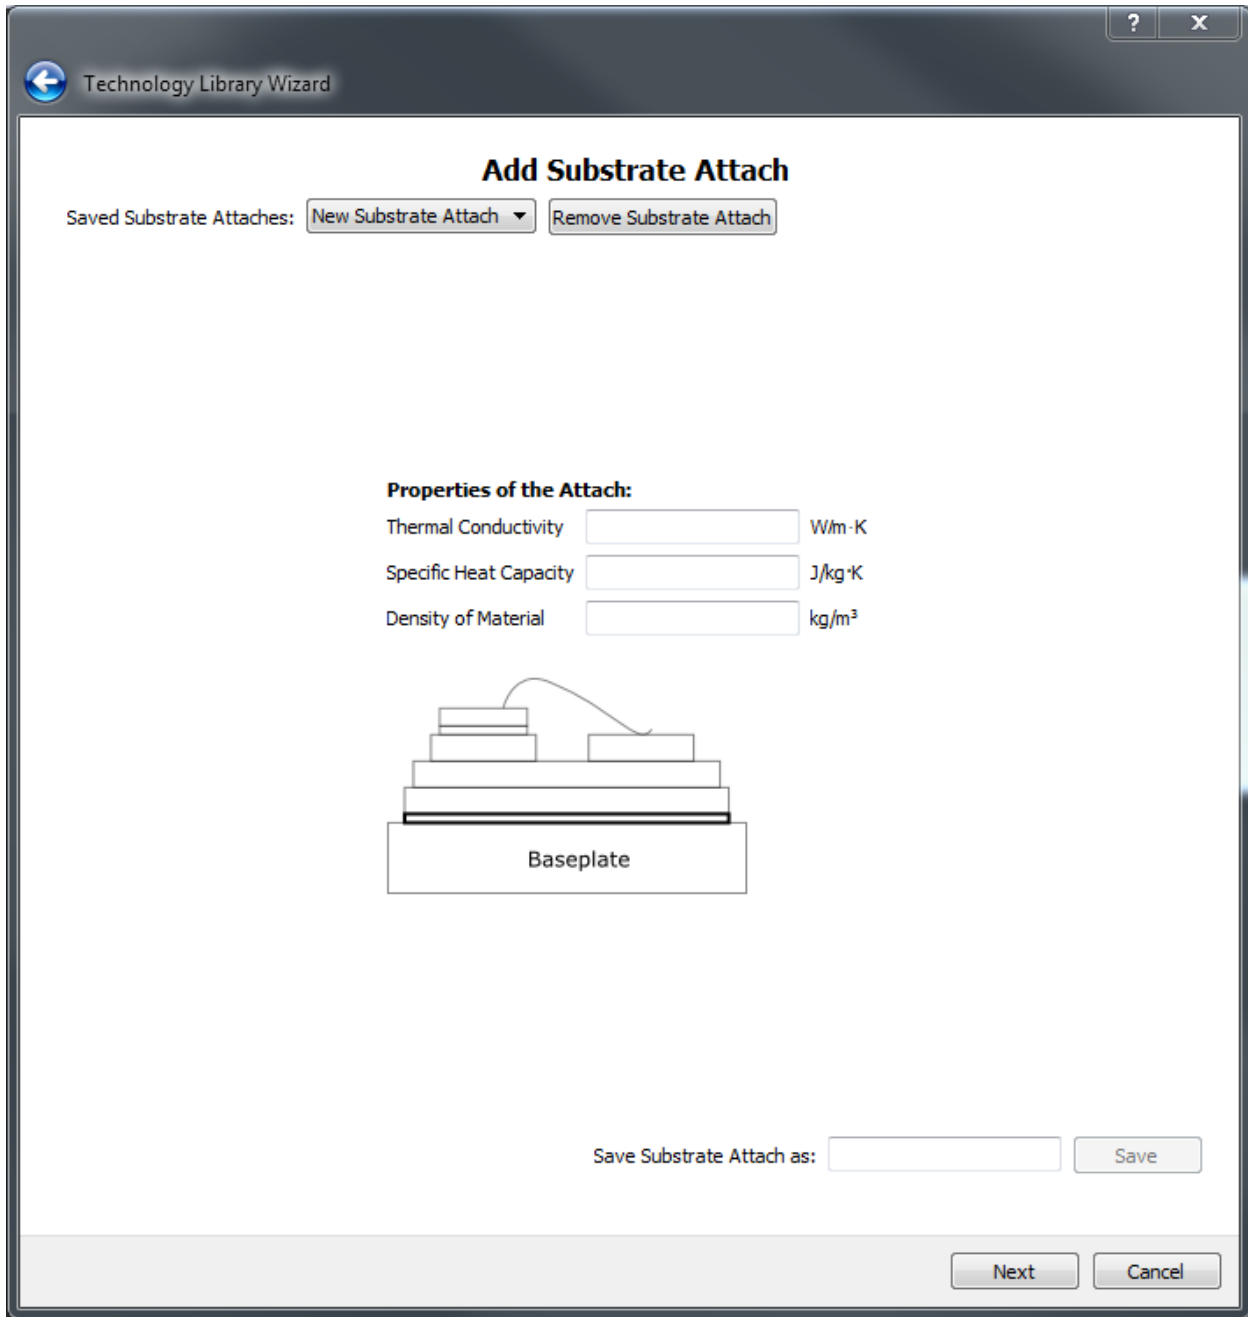 ? X
Technology Library Wizard
Add Substrate Attach
Saved Substrate Attaches: New Substrate Attach Remove Substrate Attach
Properties of the Attach:
Thermal Conductivity W/m·K
Specific Heat Capacity J/kg·K
Density of Material kg/m³
Baseplate
Save Substrate Attach as: Save
Next Cancel